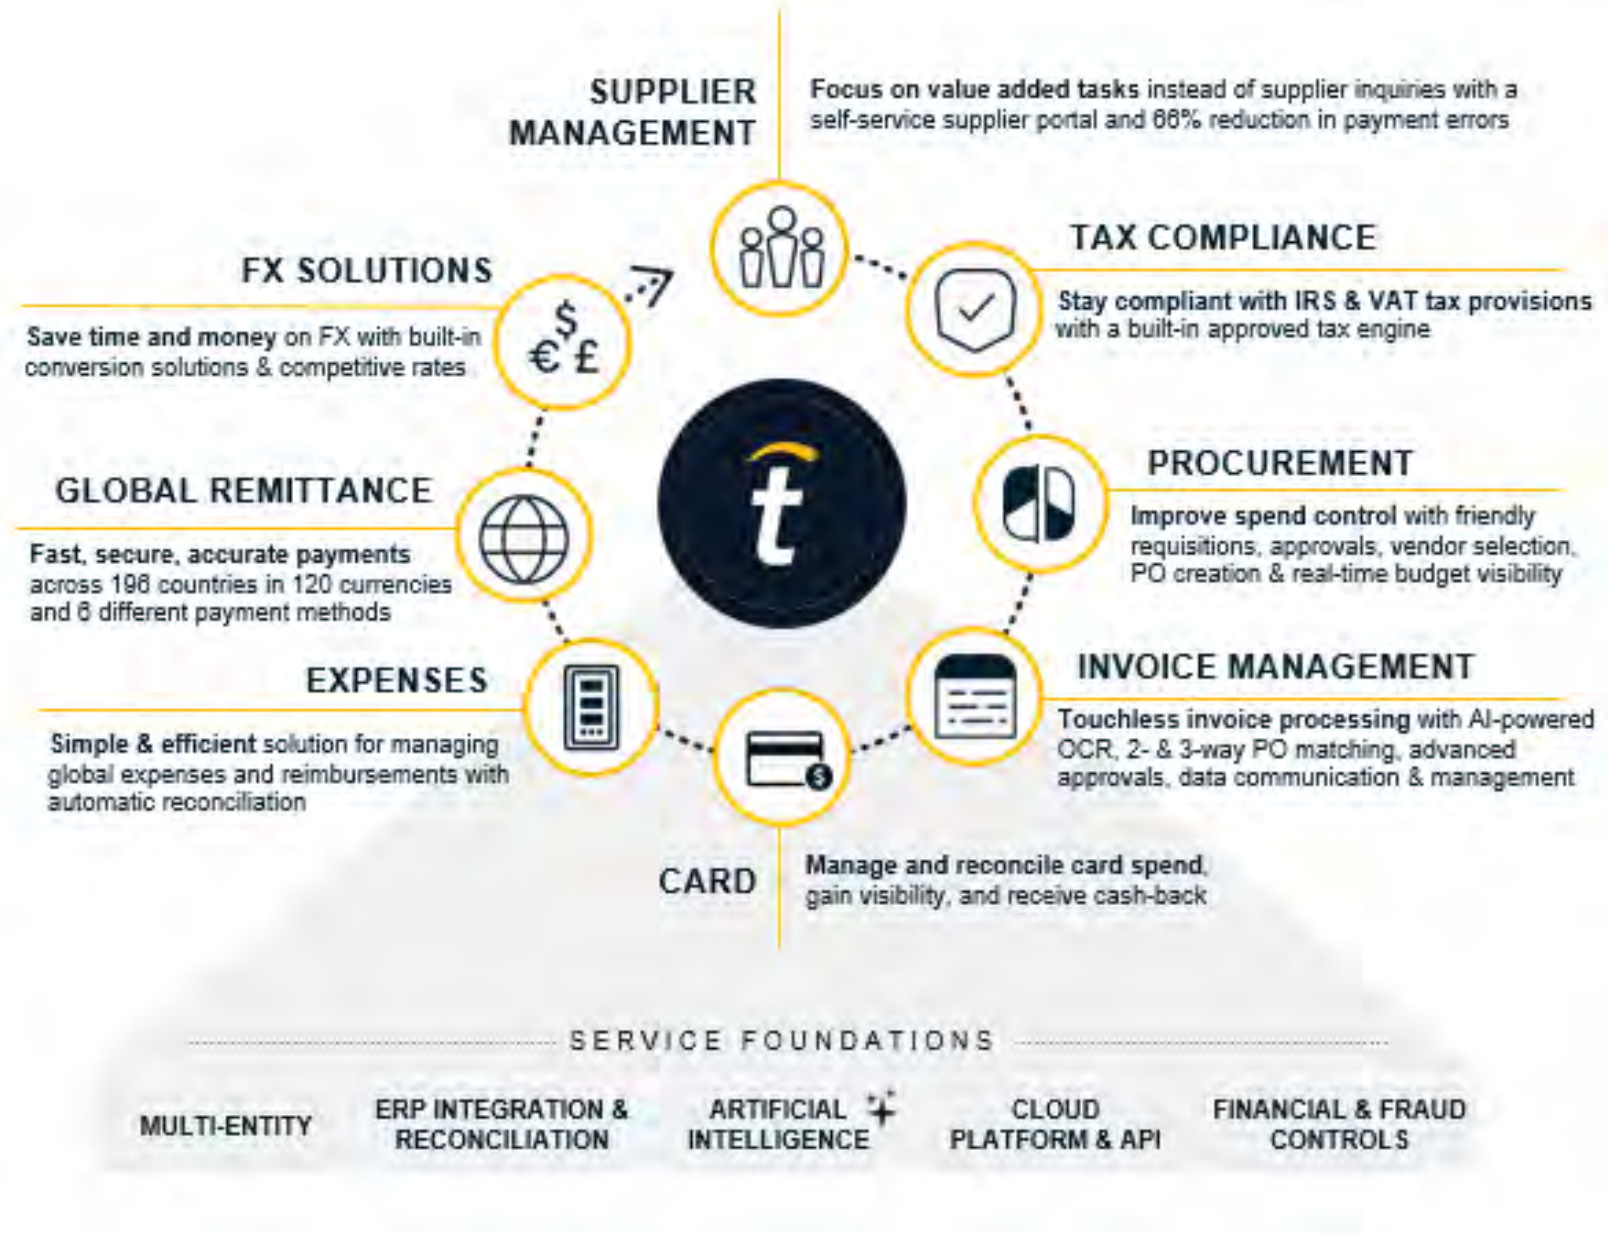 SUPPLIER
MANAGEMENT
Focus on value added tasks instead of supplier inquiries with a
self-service supplier portal and 66% reduction in payment errors
TAX COMPLIANCE
Stay compliant with IRS & VAT tax provisions
with a built-in approved tax engine
PROCUREMENT
Improve spend control with friendly
requisitions, approvals, vendor selection,
PO creation & real-time budget visibility
INVOICE MANAGEMENT
Touchless invoice processing with AI-powered
OCR, 2- & 3-way PO matching, advanced
approvals, data communication & management
CARD
Manage and reconcile card spend,
gain visibility, and receive cash-back
EXPENSES
Simple & efficient solution for managing
global expenses and reimbursements with
automatic reconciliation
GLOBAL REMITTANCE
Fast, secure, accurate payments
across 196 countries in 120 currencies
and 6 different payment methods
FX SOLUTIONS
Save time and money on FX with built-in
conversion solutions & competitive rates
$
€ £
t
$
SERVICE FOUNDATIONS
MULTI-ENTITY
ERP INTEGRATION &
RECONCILIATION
ARTIFICIAL
INTELLIGENCE
CLOUD
PLATFORM & API
FINANCIAL & FRAUD
CONTROLS